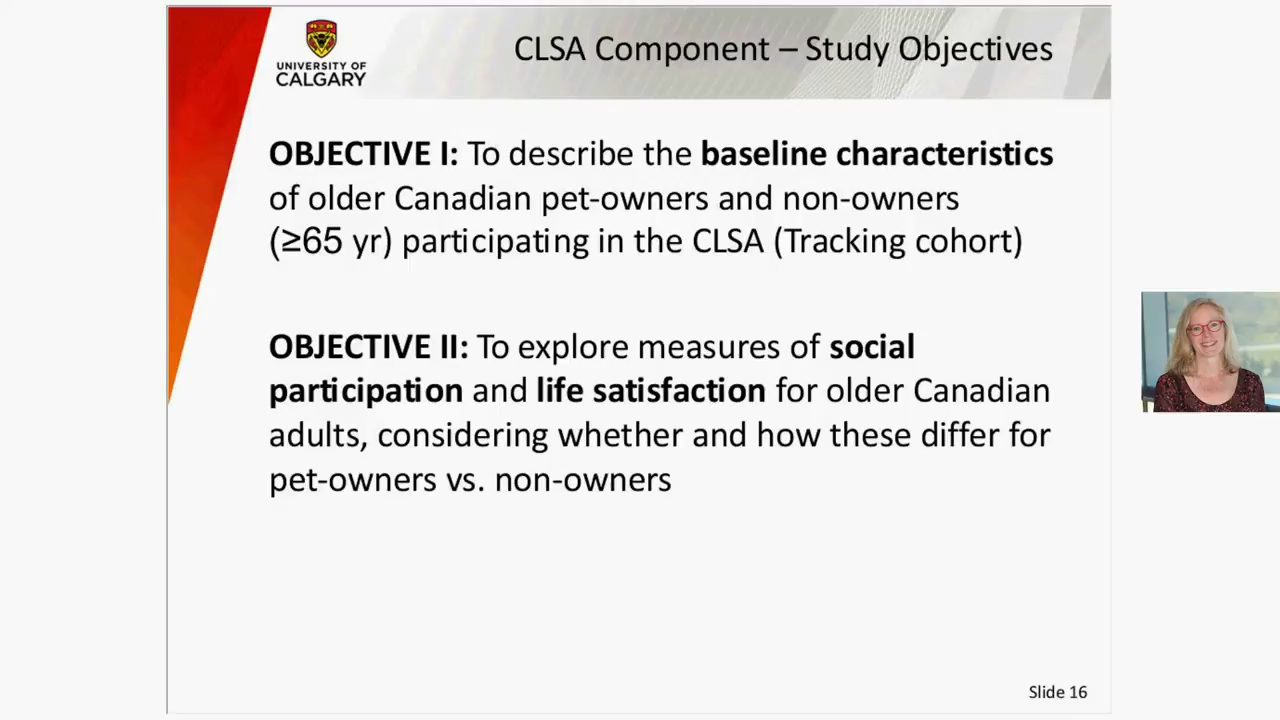 UNIVERSITY OF
CALGARY
CLSA Component – Study Objectives
OBJECTIVE I: To describe the baseline characteristics
of older Canadian pet-owners and non-owners
(≥65 yr) participating in the CLSA (Tracking cohort)
OBJECTIVE II: To explore measures of social
participation and life satisfaction for older Canadian
adults, considering whether and how these differ for
pet-owners vs. non-owners
Slide 16